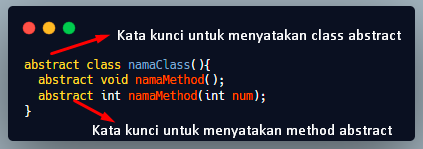 Kata kunci untuk menyatakan class abstract
abstract class namaClass(){
abstract void namaMethod();
abstract int namaMethod(int num);
}
Kata kunci untuk menyatakan method abstract